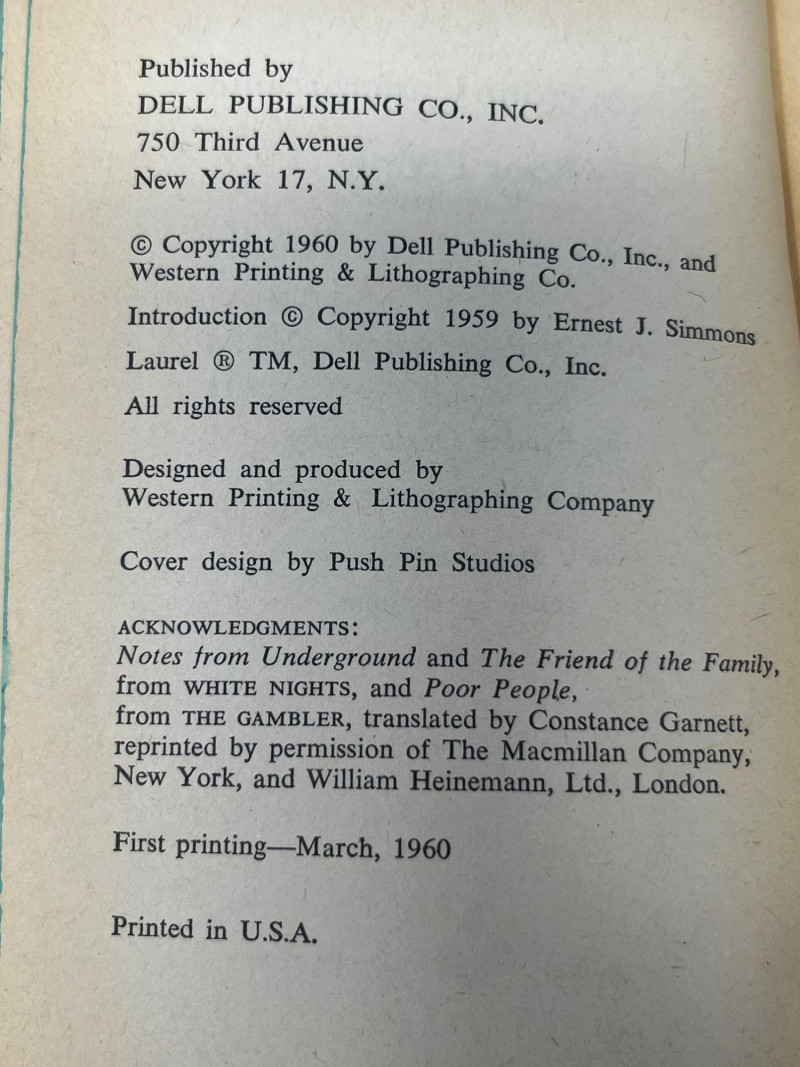 Published by
DELL PUBLISHING CO., INC.
750 Third Avenue
New York 17, N.Y.
© Copyright 1960 by Dell Publishing Co., Inc., and
Western Printing & Lithographing Co.
Introduction © Copyright 1959 by Ernest J. Simmons
Laurel ® TM, Dell Publishing Co., Inc.
All rights reserved
Designed and produced by
Western Printing & Lithographing Company
Cover design by Push Pin Studios
ACKNOWLEDGMENTS:
Notes from Underground and The Friend of the Family,
from WHITE NIGHTS, and Poor People,
from THE GAMBLER, translated by Constance Garnett,
reprinted by permission of The Macmillan Company,
New York, and William Heinemann, Ltd., London.
First printing—March, 1960
Printed in U.S.A.